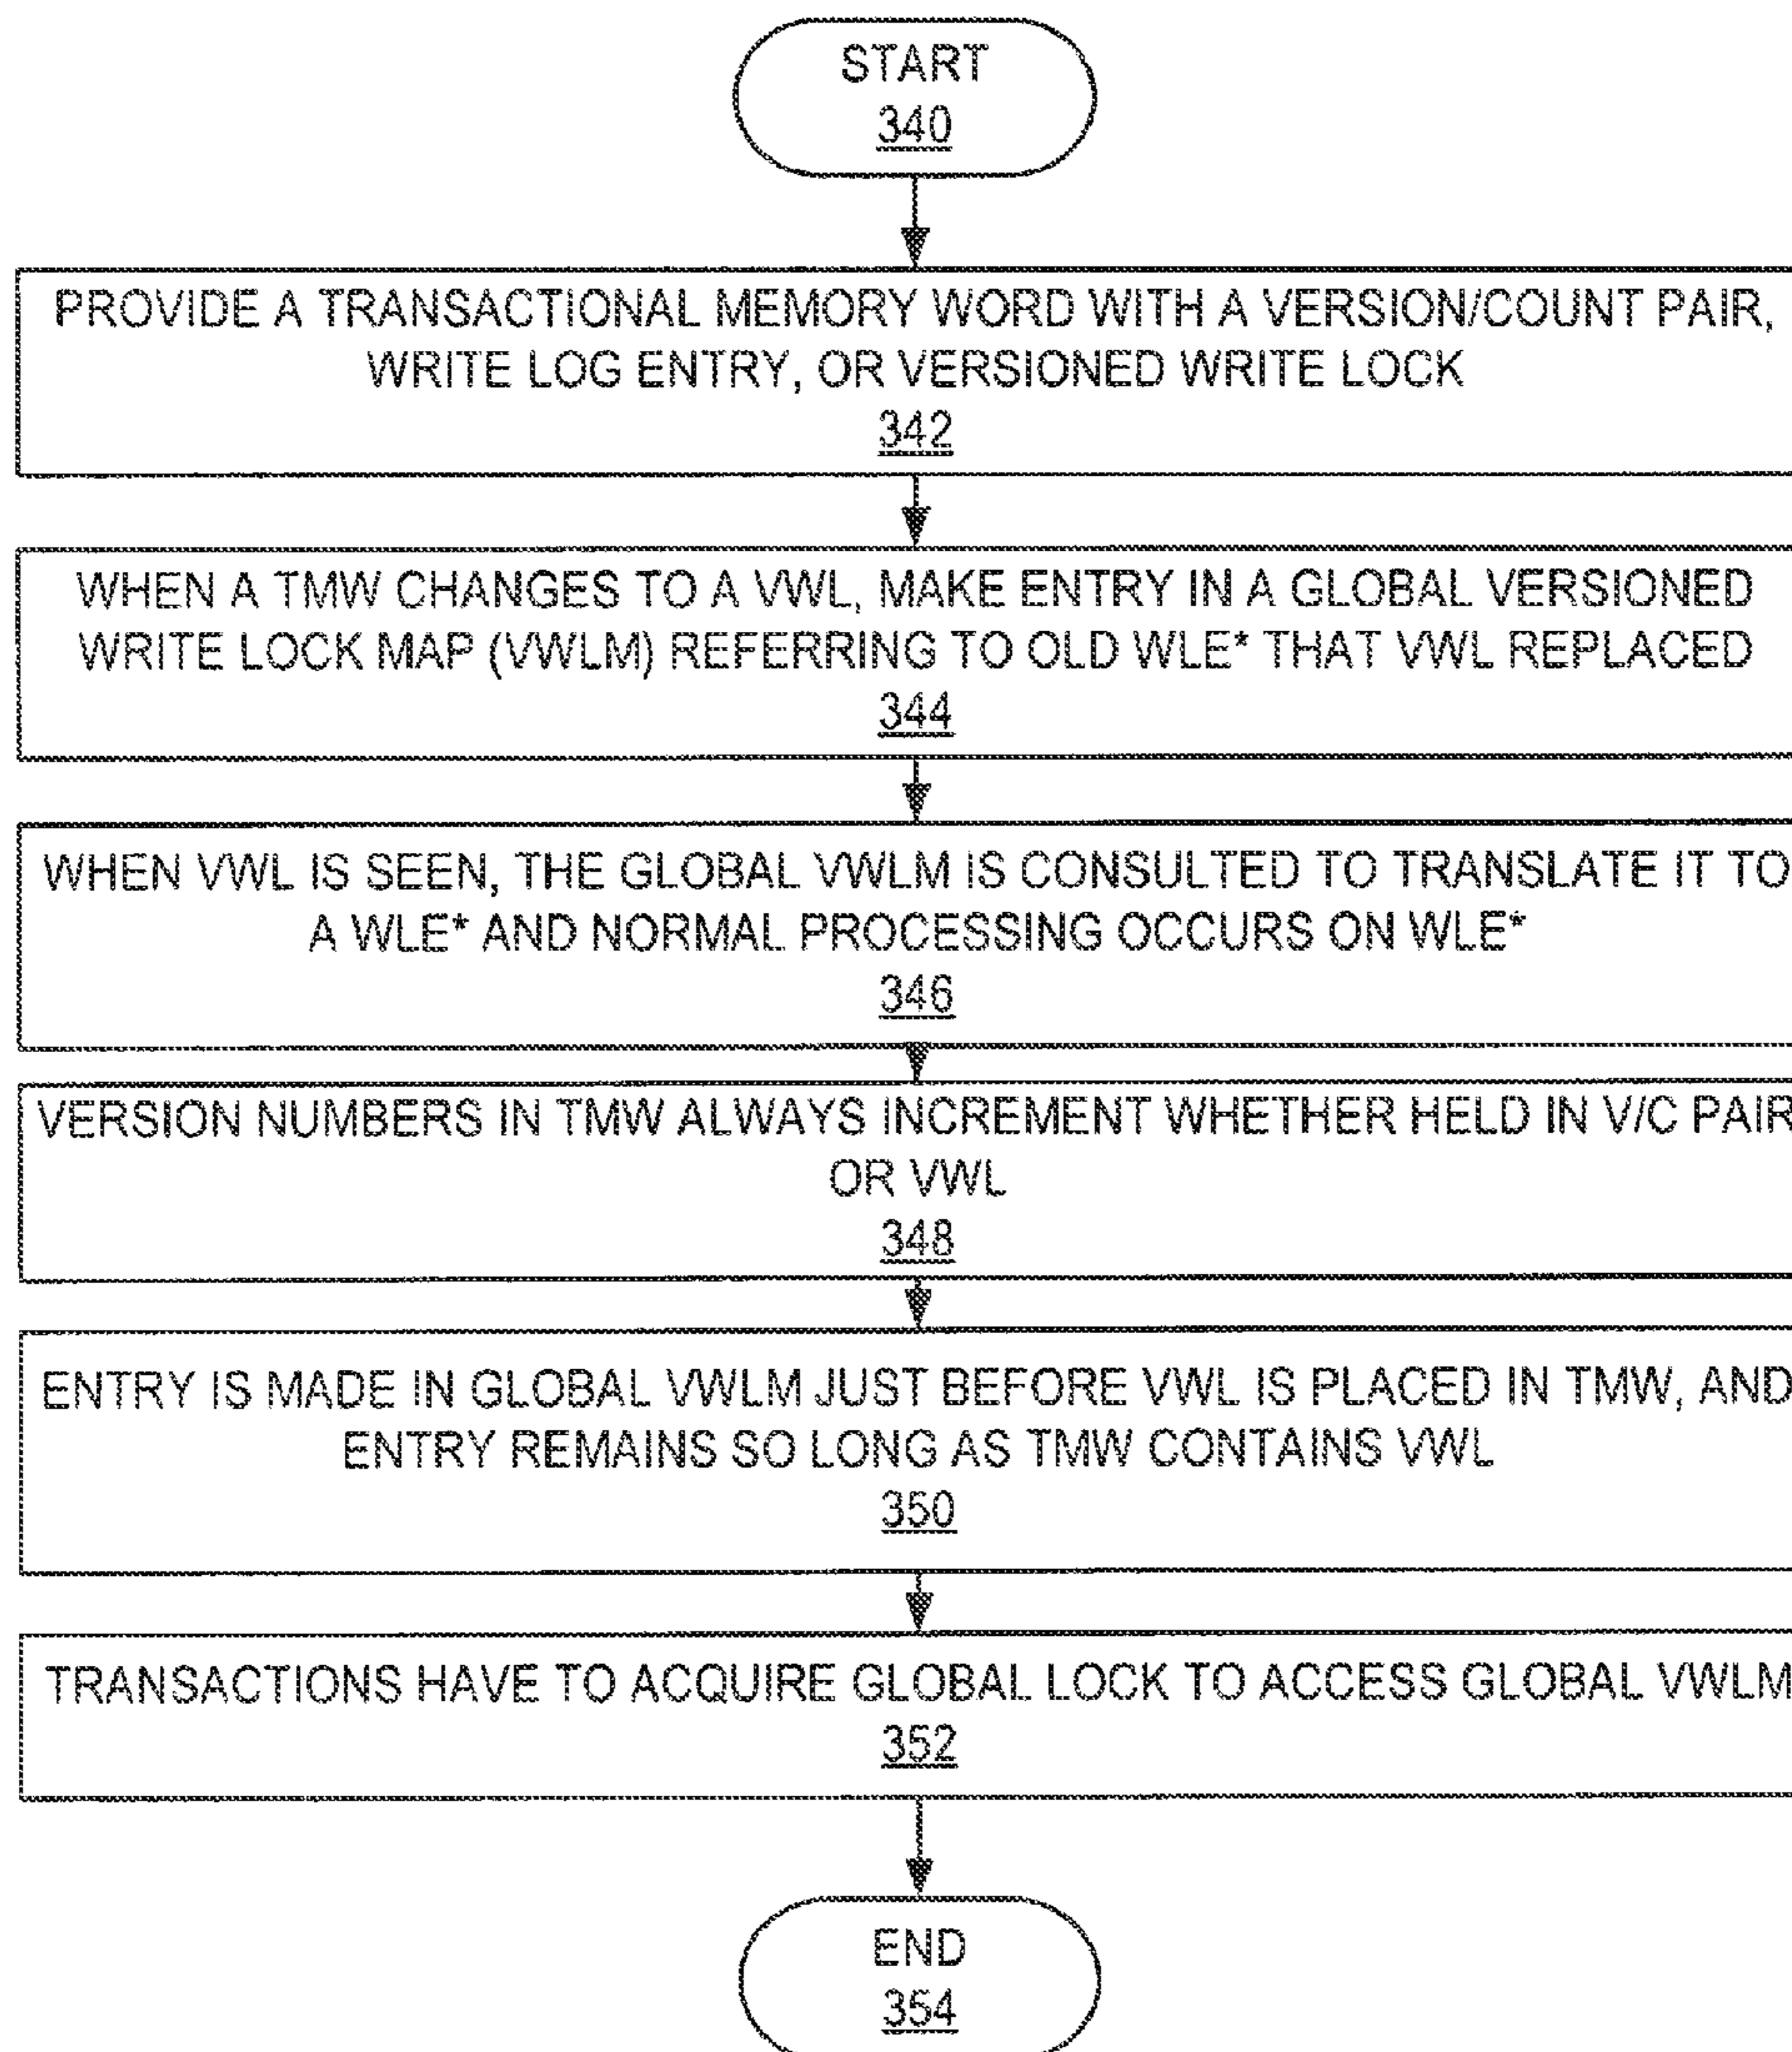 START
340
PROVIDE A TRANSACTIONAL MEMORY WORD WITH A VERSION/COUNT PAIR,
WRITE LOG ENTRY, OR VERSIONED WRITE LOCK
342
WHEN A TMW CHANGES TO A VWL, MAKE ENTRY IN A GLOBAL VERSIONED
WRITE LOCK MAP (VWLM) REFERRING TO OLD WLE* THAT VWL REPLACED
344
WHEN VWL IS SEEN, THE GLOBAL VWLM IS CONSULTED TO TRANSLATE IT TO
A WLE* AND NORMAL PROCESSING OCCURS ON WLE*
346
VERSION NUMBERS IN TMW ALWAYS INCREMENT WHETHER HELD IN V/C PAIR
OR VWL
348
ENTRY IS MADE IN GLOBAL VWLM JUST BEFORE VWL IS PLACED IN TMW, AND
ENTRY REMAINS SO LONG AS TMW CONTAINS VWL
350
TRANSACTIONS HAVE TO ACQUIRE GLOBAL LOCK TO ACCESS GLOBAL VWLM
352
END
354